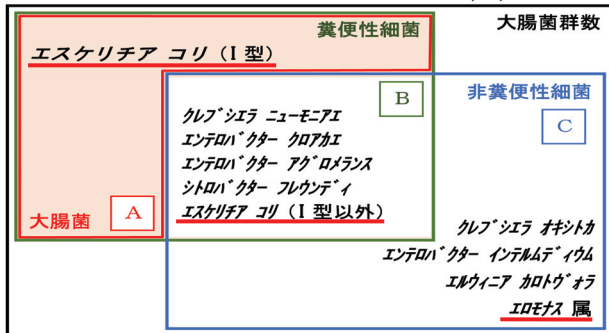 大腸菌群数
糞便性細菌
エスケリチア コリ (Ⅰ型)
非糞便性細菌
B
C
クレブシエラ ニューモニアエ
エンテロバクター クロアカエ
エンテロバクター アグロメランス
シトロバクター フレウンディ
エスケリチア コリ (Ⅰ型以外)
大腸菌
A
クレブシエラ オキシトカ
エンテロバクター インテルムディウム
エルウィニア カロトヴォラ
エロモナス 属